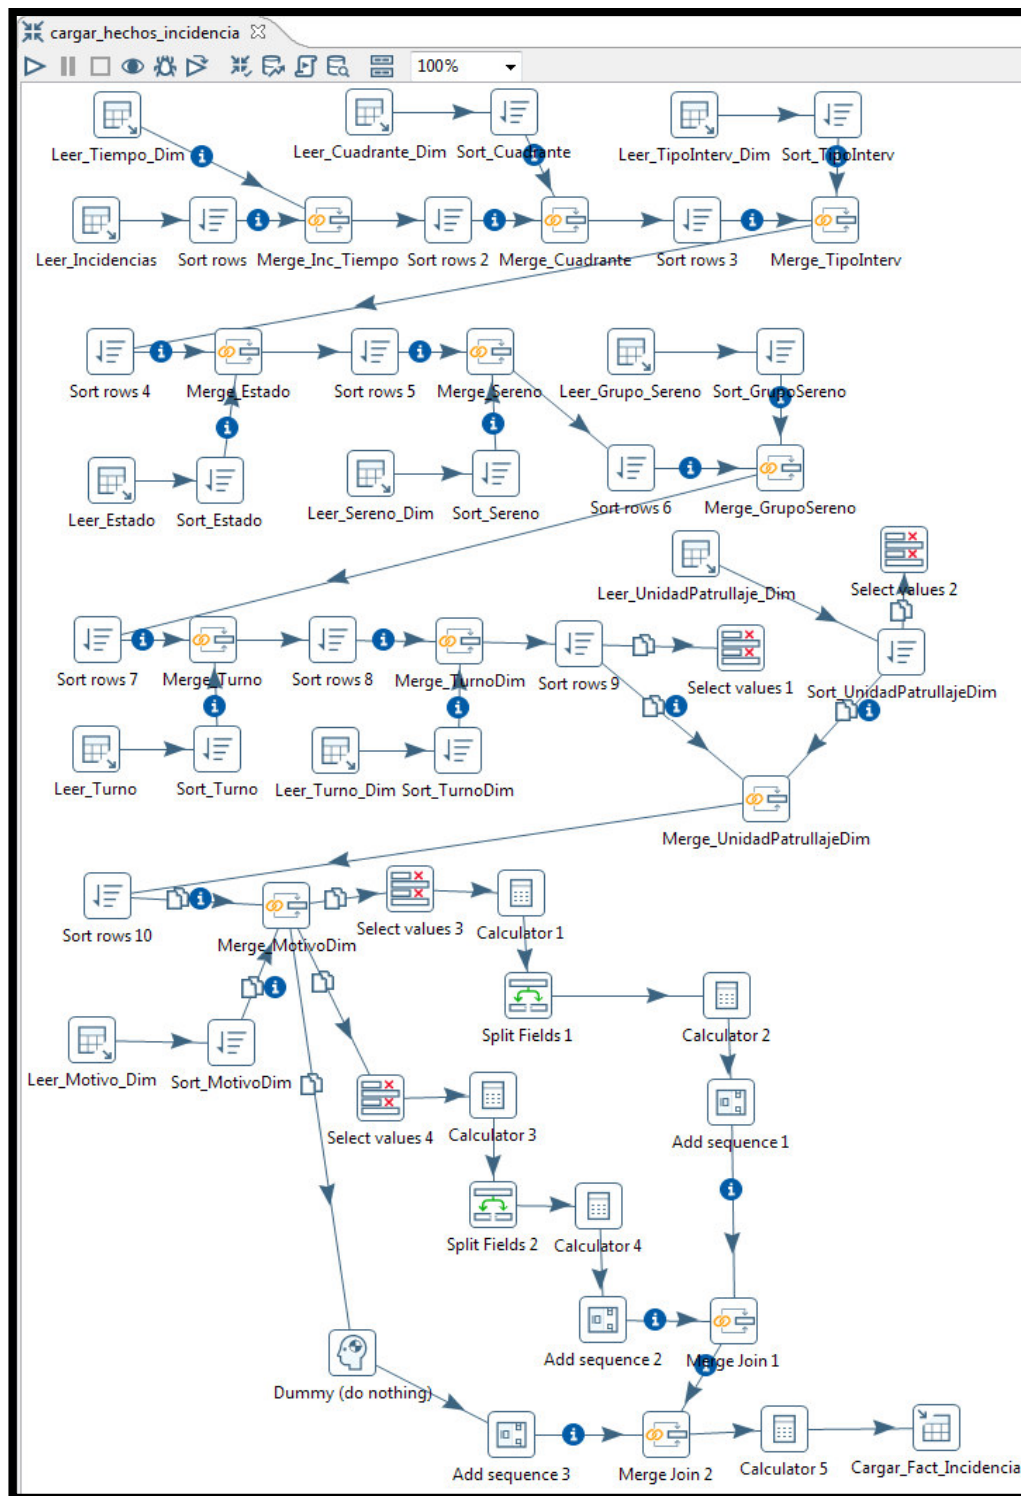 cargar_hechos_incidencia
100%
Leer_Tiempo_Dim
Leer_Cuadrante_Dim
Sort_Cuadrante
Leer_TipoInterv_Dim
Sort_TipoInterv
Leer_Incidencias
Sort rows
Merge_Inc_Tiempo
Sort rows 2
Merge_Cuadrante
Sort rows 3
Merge_TipoInterv
Sort rows 4
Merge_Estado
Sort rows 5
Merge_Sereno
Leer_Grupo_Sereno
Sort_GrupoSereno
Leer_Estado
Sort_Estado
Leer_Sereno_Dim
Sort_Sereno
Sort rows 6
Merge_GrupoSereno
Leer_UnidadPatrullaje_Dim
Select values 2
Sort rows 7
Merge_Turno
Sort rows 8
Merge_TurnoDim
Sort rows 9
Select values 1
Sort_UnidadPatrullajeDim
Leer_Turno
Sort_Turno
Leer_Turno_Dim
Sort_TurnoDim
Merge_UnidadPatrullajeDim
Sort rows 10
Merge_MotivoDim
Select values 3
Calculator 1
Split Fields 1
Calculator 2
Leer_Motivo_Dim
Sort_MotivoDim
Select values 4
Calculator 3
Add sequence 1
Split Fields 2
Calculator 4
Add sequence 2
Merge Join 1
Dummy (do nothing)
Add sequence 3
Merge Join 2
Calculator 5
Cargar_Fact_Incidencia